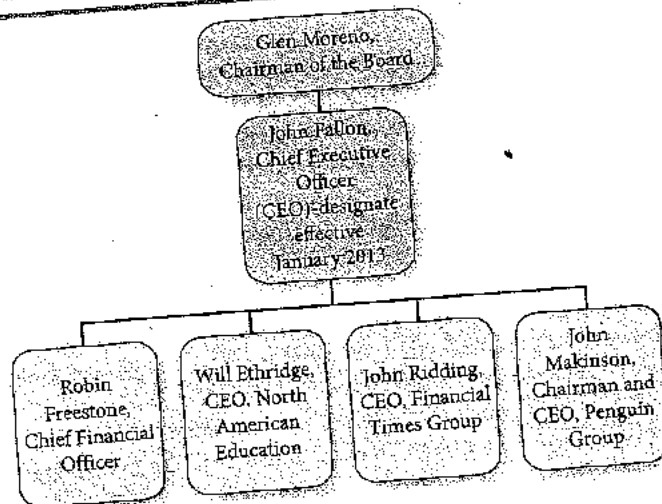 Glen Moreno,
Chairman of the Board
John Fallon,
Chief Executive
Officer
(CEO)-designate
effective
January 2013
Robin
Freestone,
Chief Financial
Officer
Will Ethridge,
CEO, North
American
Education
John Ridding,
CEO, Financial
Times Group
John
Makinson,
Chairman and
CEO, Penguin
Group